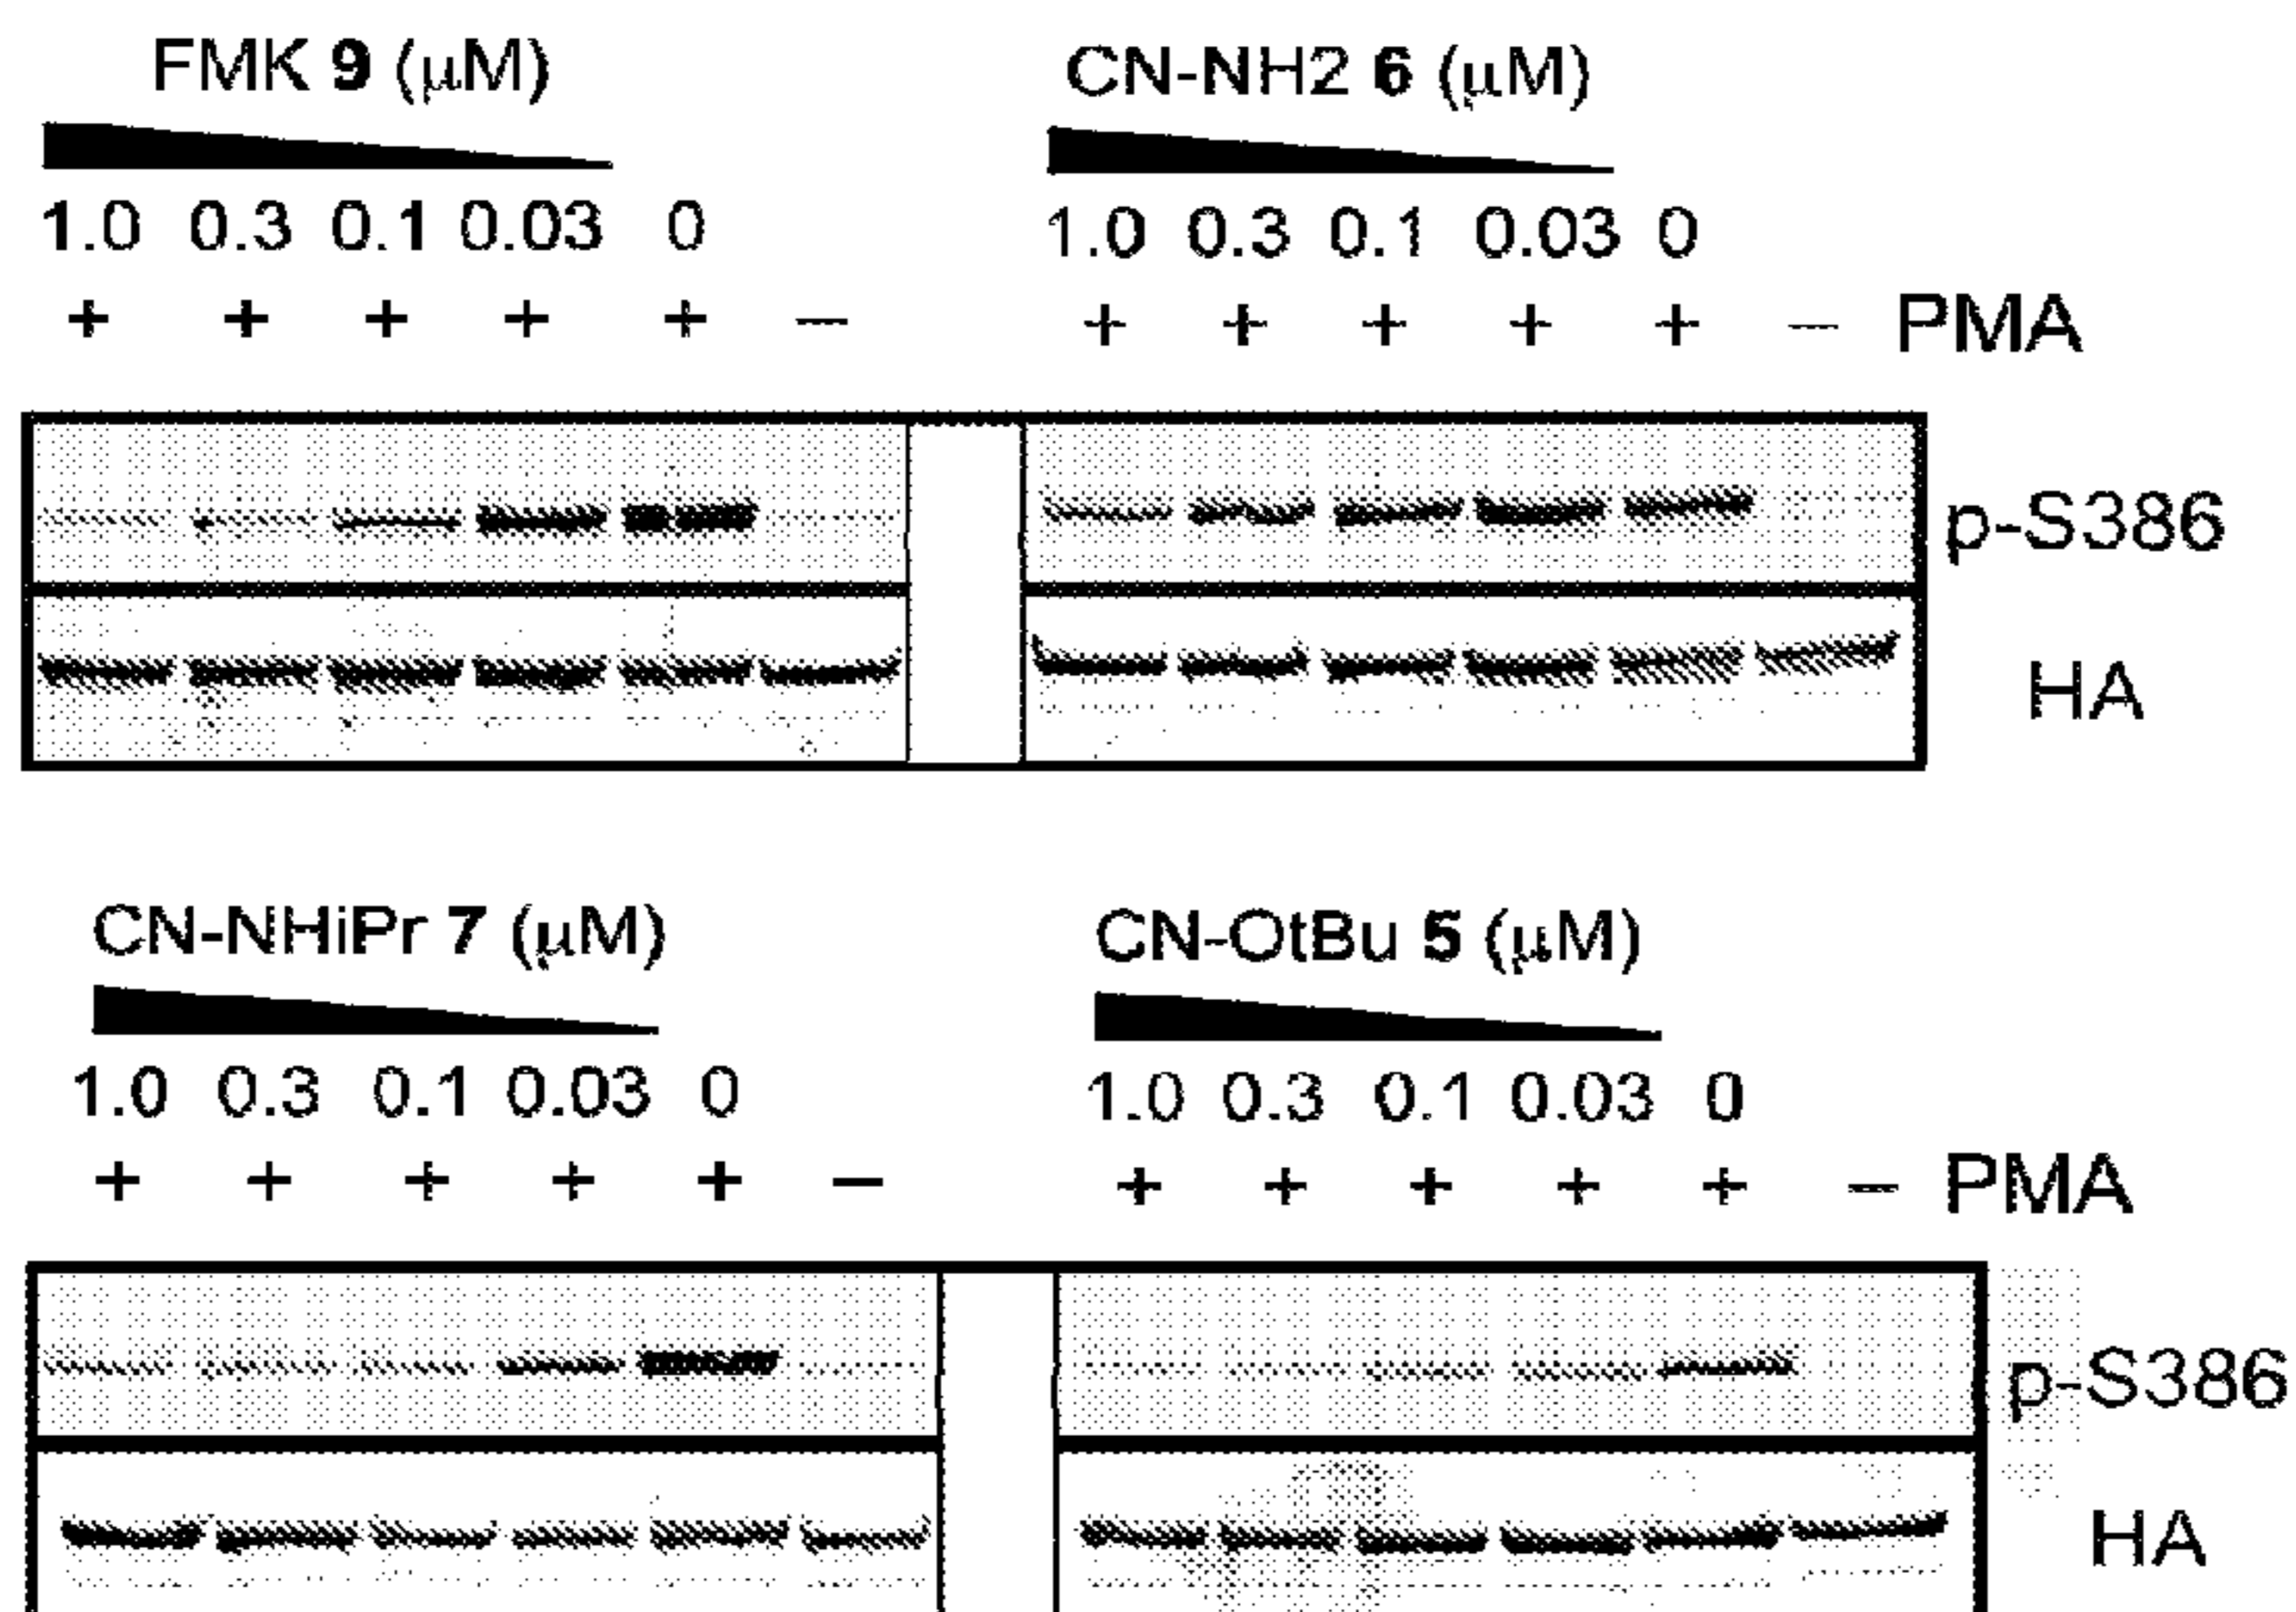 FMK 9 (μM)
CN-NH2 6 (μM)
1.0 0.3 0.1 0.03 0
1.0 0.3 0.1 0.03 0
+ + + + + –
+ + + + + – PMA
p-S386
HA
CN-NHiPr 7 (μM)
CN-OtBu 5 (μM)
1.0 0.3 0.1 0.03 0
1.0 0.3 0.1 0.03 0
+ + + + + –
+ + + + + – PMA
p-S386
HA